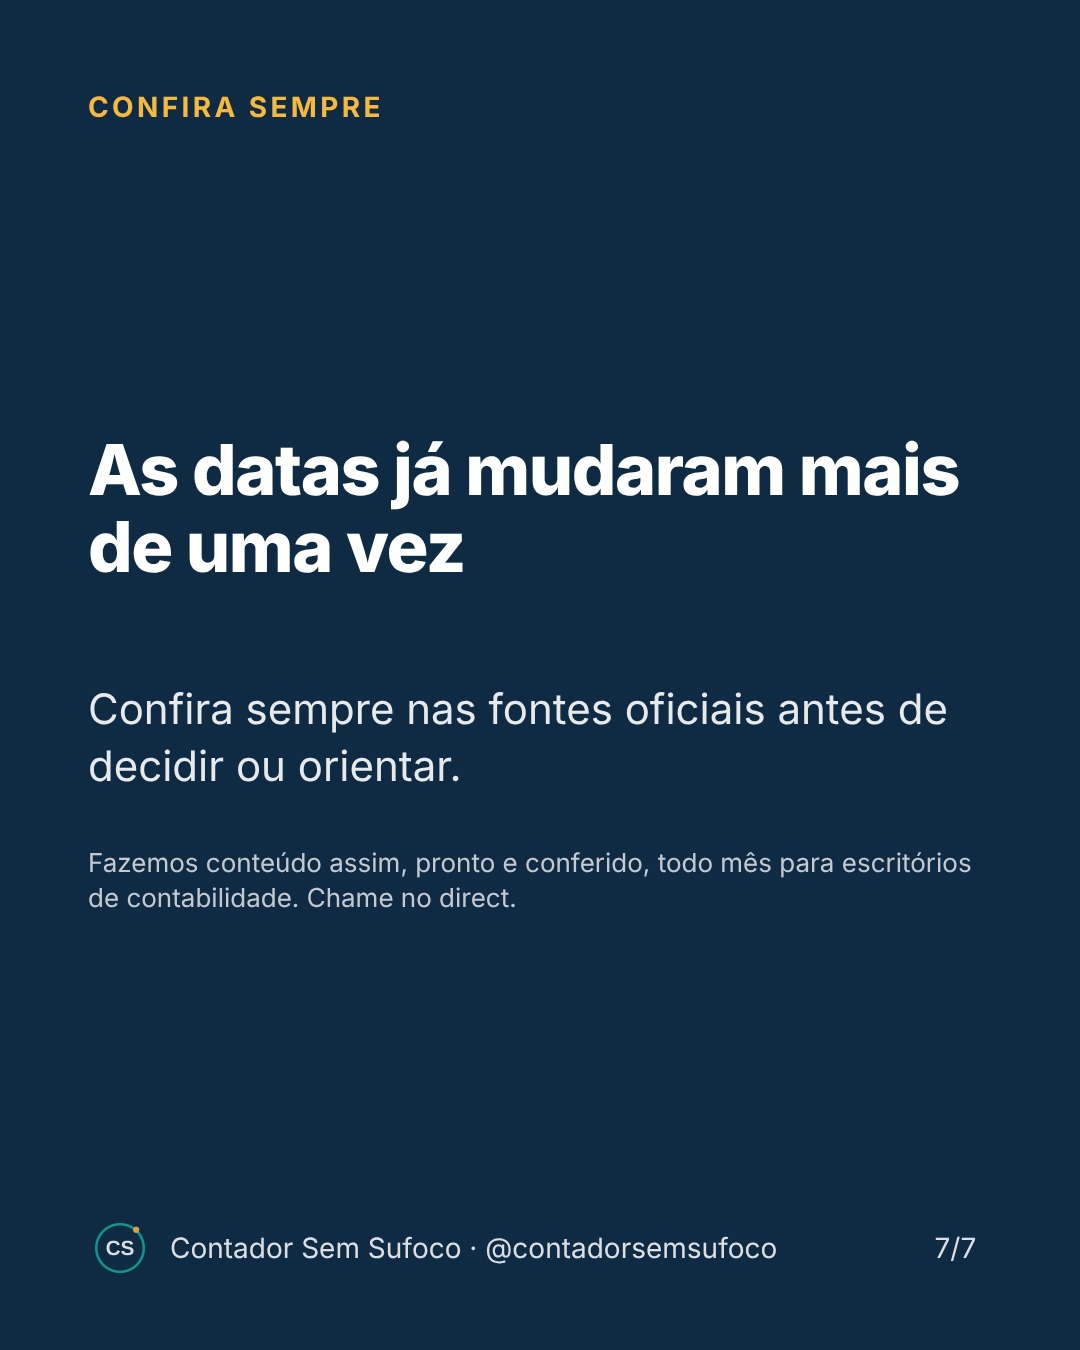 CONFIRA SEMPRE
As datas já mudaram mais
de uma vez
Confira sempre nas fontes oficiais antes de
decidir ou orientar.
Fazemos conteúdo assim, pronto e conferido, todo mês para escritórios
de contabilidade. Chame no direct.
CS Contador Sem Sufoco · @contadorsemsufoco 7/7